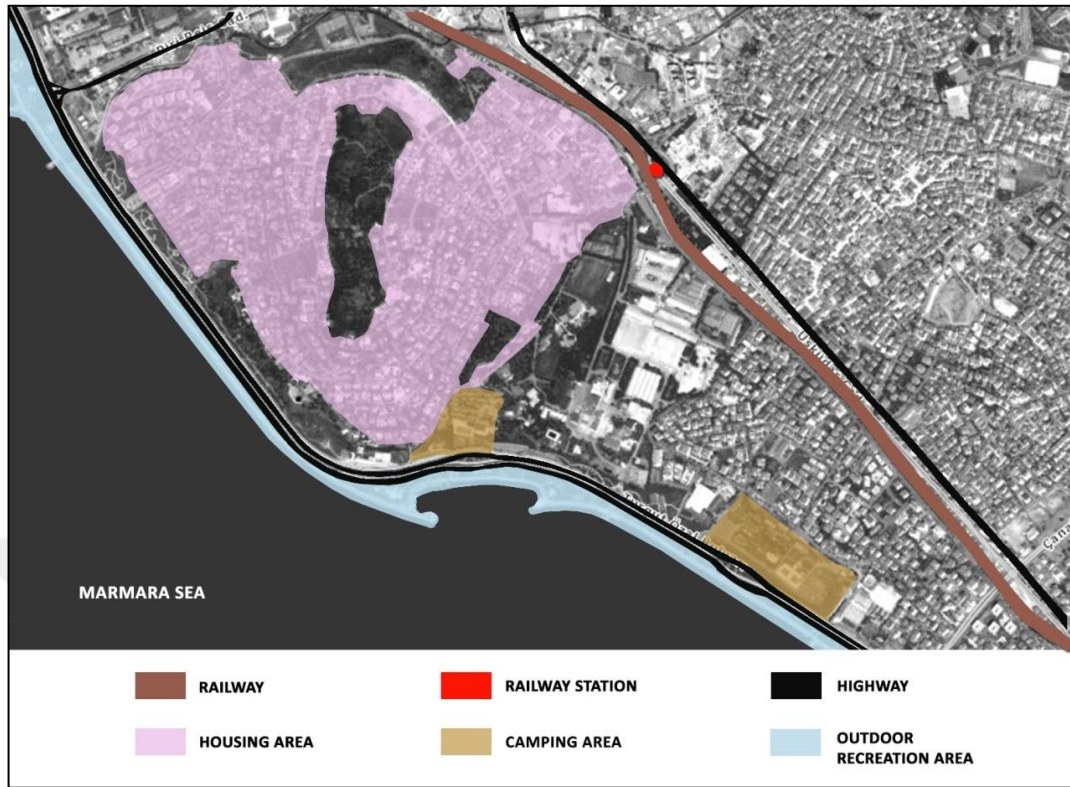 MARMARA SEA
RAILWAY
RAILWAY STATION
HIGHWAY
HOUSING AREA
CAMPING AREA
OUTDOOR
RECREATION AREA